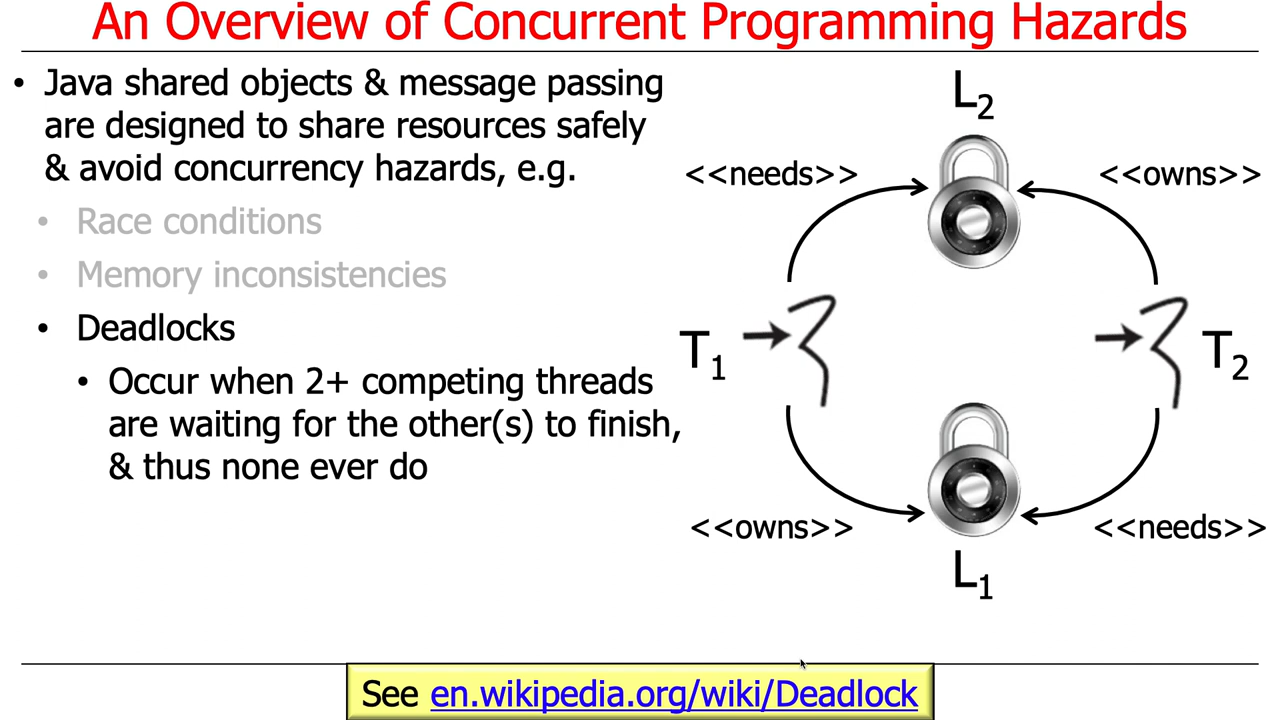 An Overview of Concurrent Programming Hazards
• Java shared objects & message passing
are designed to share resources safely
& avoid concurrency hazards, e.g.
• Race conditions
• Memory inconsistencies
• Deadlocks
• Occur when 2+ competing threads
are waiting for the other(s) to finish,
& thus none ever do
L2
<<needs>>
<<owns>>
T1
T2
<<owns>>
<<needs>>
L1
See en.wikipedia.org/wiki/Deadlock